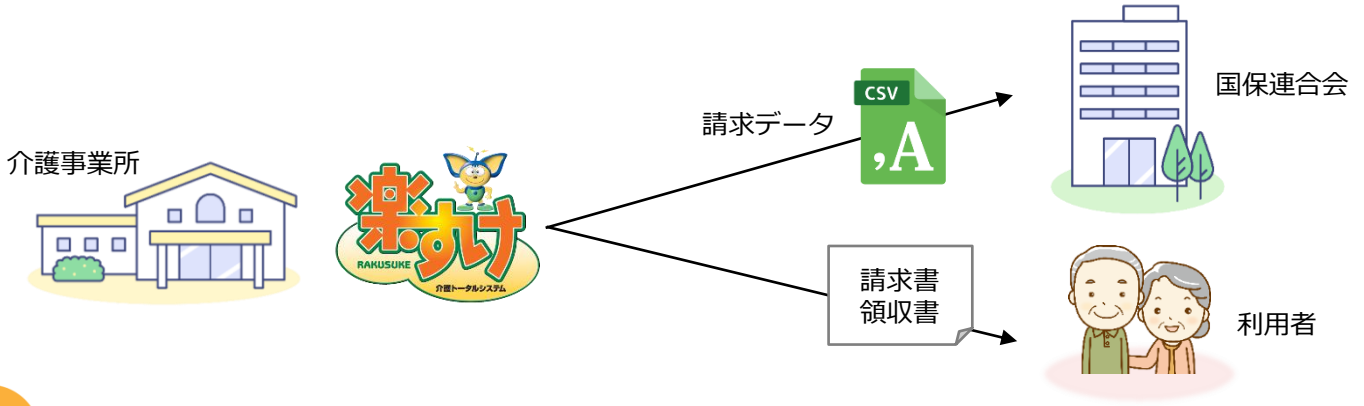 介護事業所
楽すけ
RAKUSUKE
介護トータルシステム
請求データ
CSV
,A
国保連合会
請求書
領収書
利用者